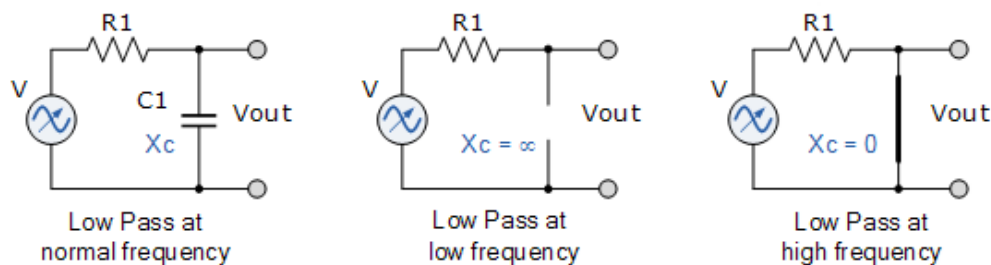 R1
V
C1
Xc
Vout
Low Pass at
normal frequency
R1
V
Xc = ∞
Vout
Low Pass at
low frequency
R1
V
Xc = 0
Vout
Low Pass at
high frequency